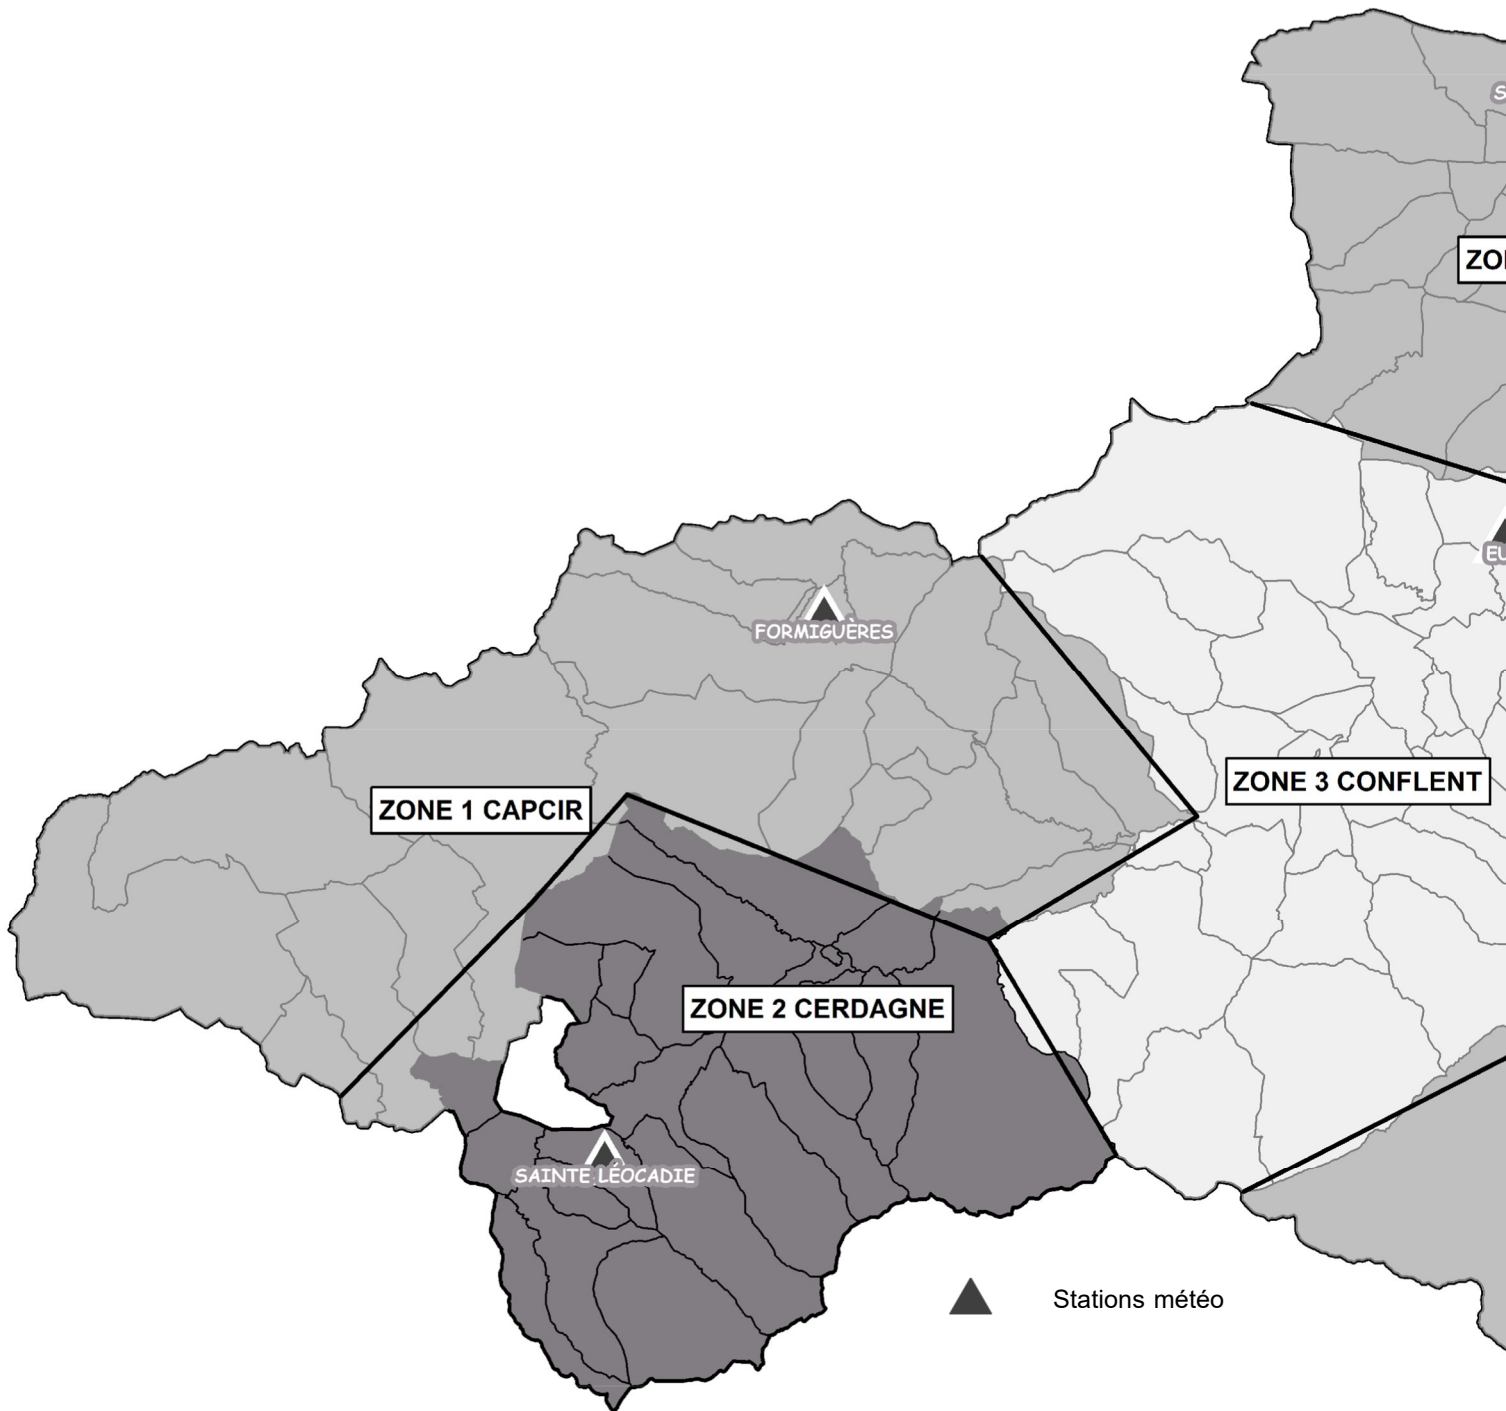 FORMIGUÈRES
ZONE 1 CAPCIR
ZONE 3 CONFLENT
ZONE 2 CERDAGNE
SAINTE LÉOCADIE
Stations météo